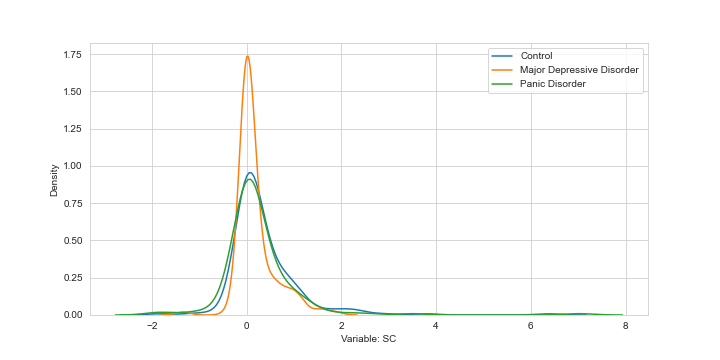 1.75
1.50
1.25
1.00
0.75
0.50
0.25
0.00
Density
Control
Major Depressive Disorder
Panic Disorder
−2 0 2 4 6 8
Variable: SC